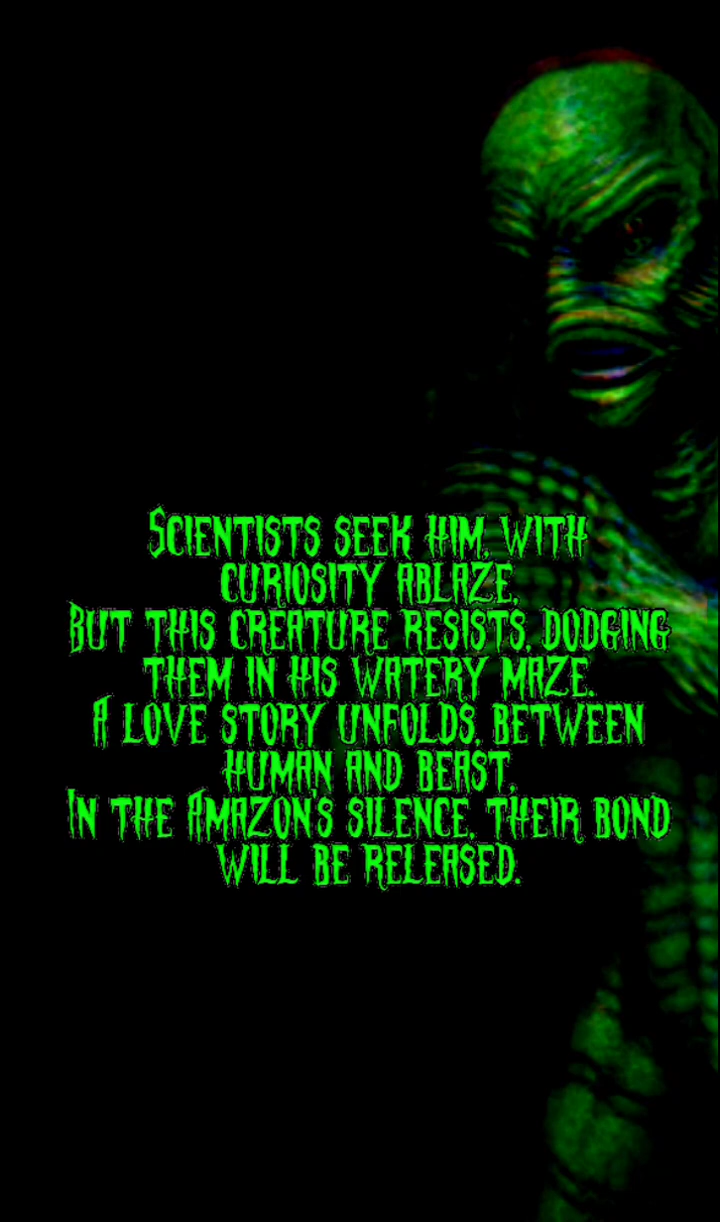 Scientists seek him, with
curiosity ablaze,
But this creature resists, dodging
them in his watery maze.
A love story unfolds, between
human and beast,
In the Amazon's silence, their bond
will be released.